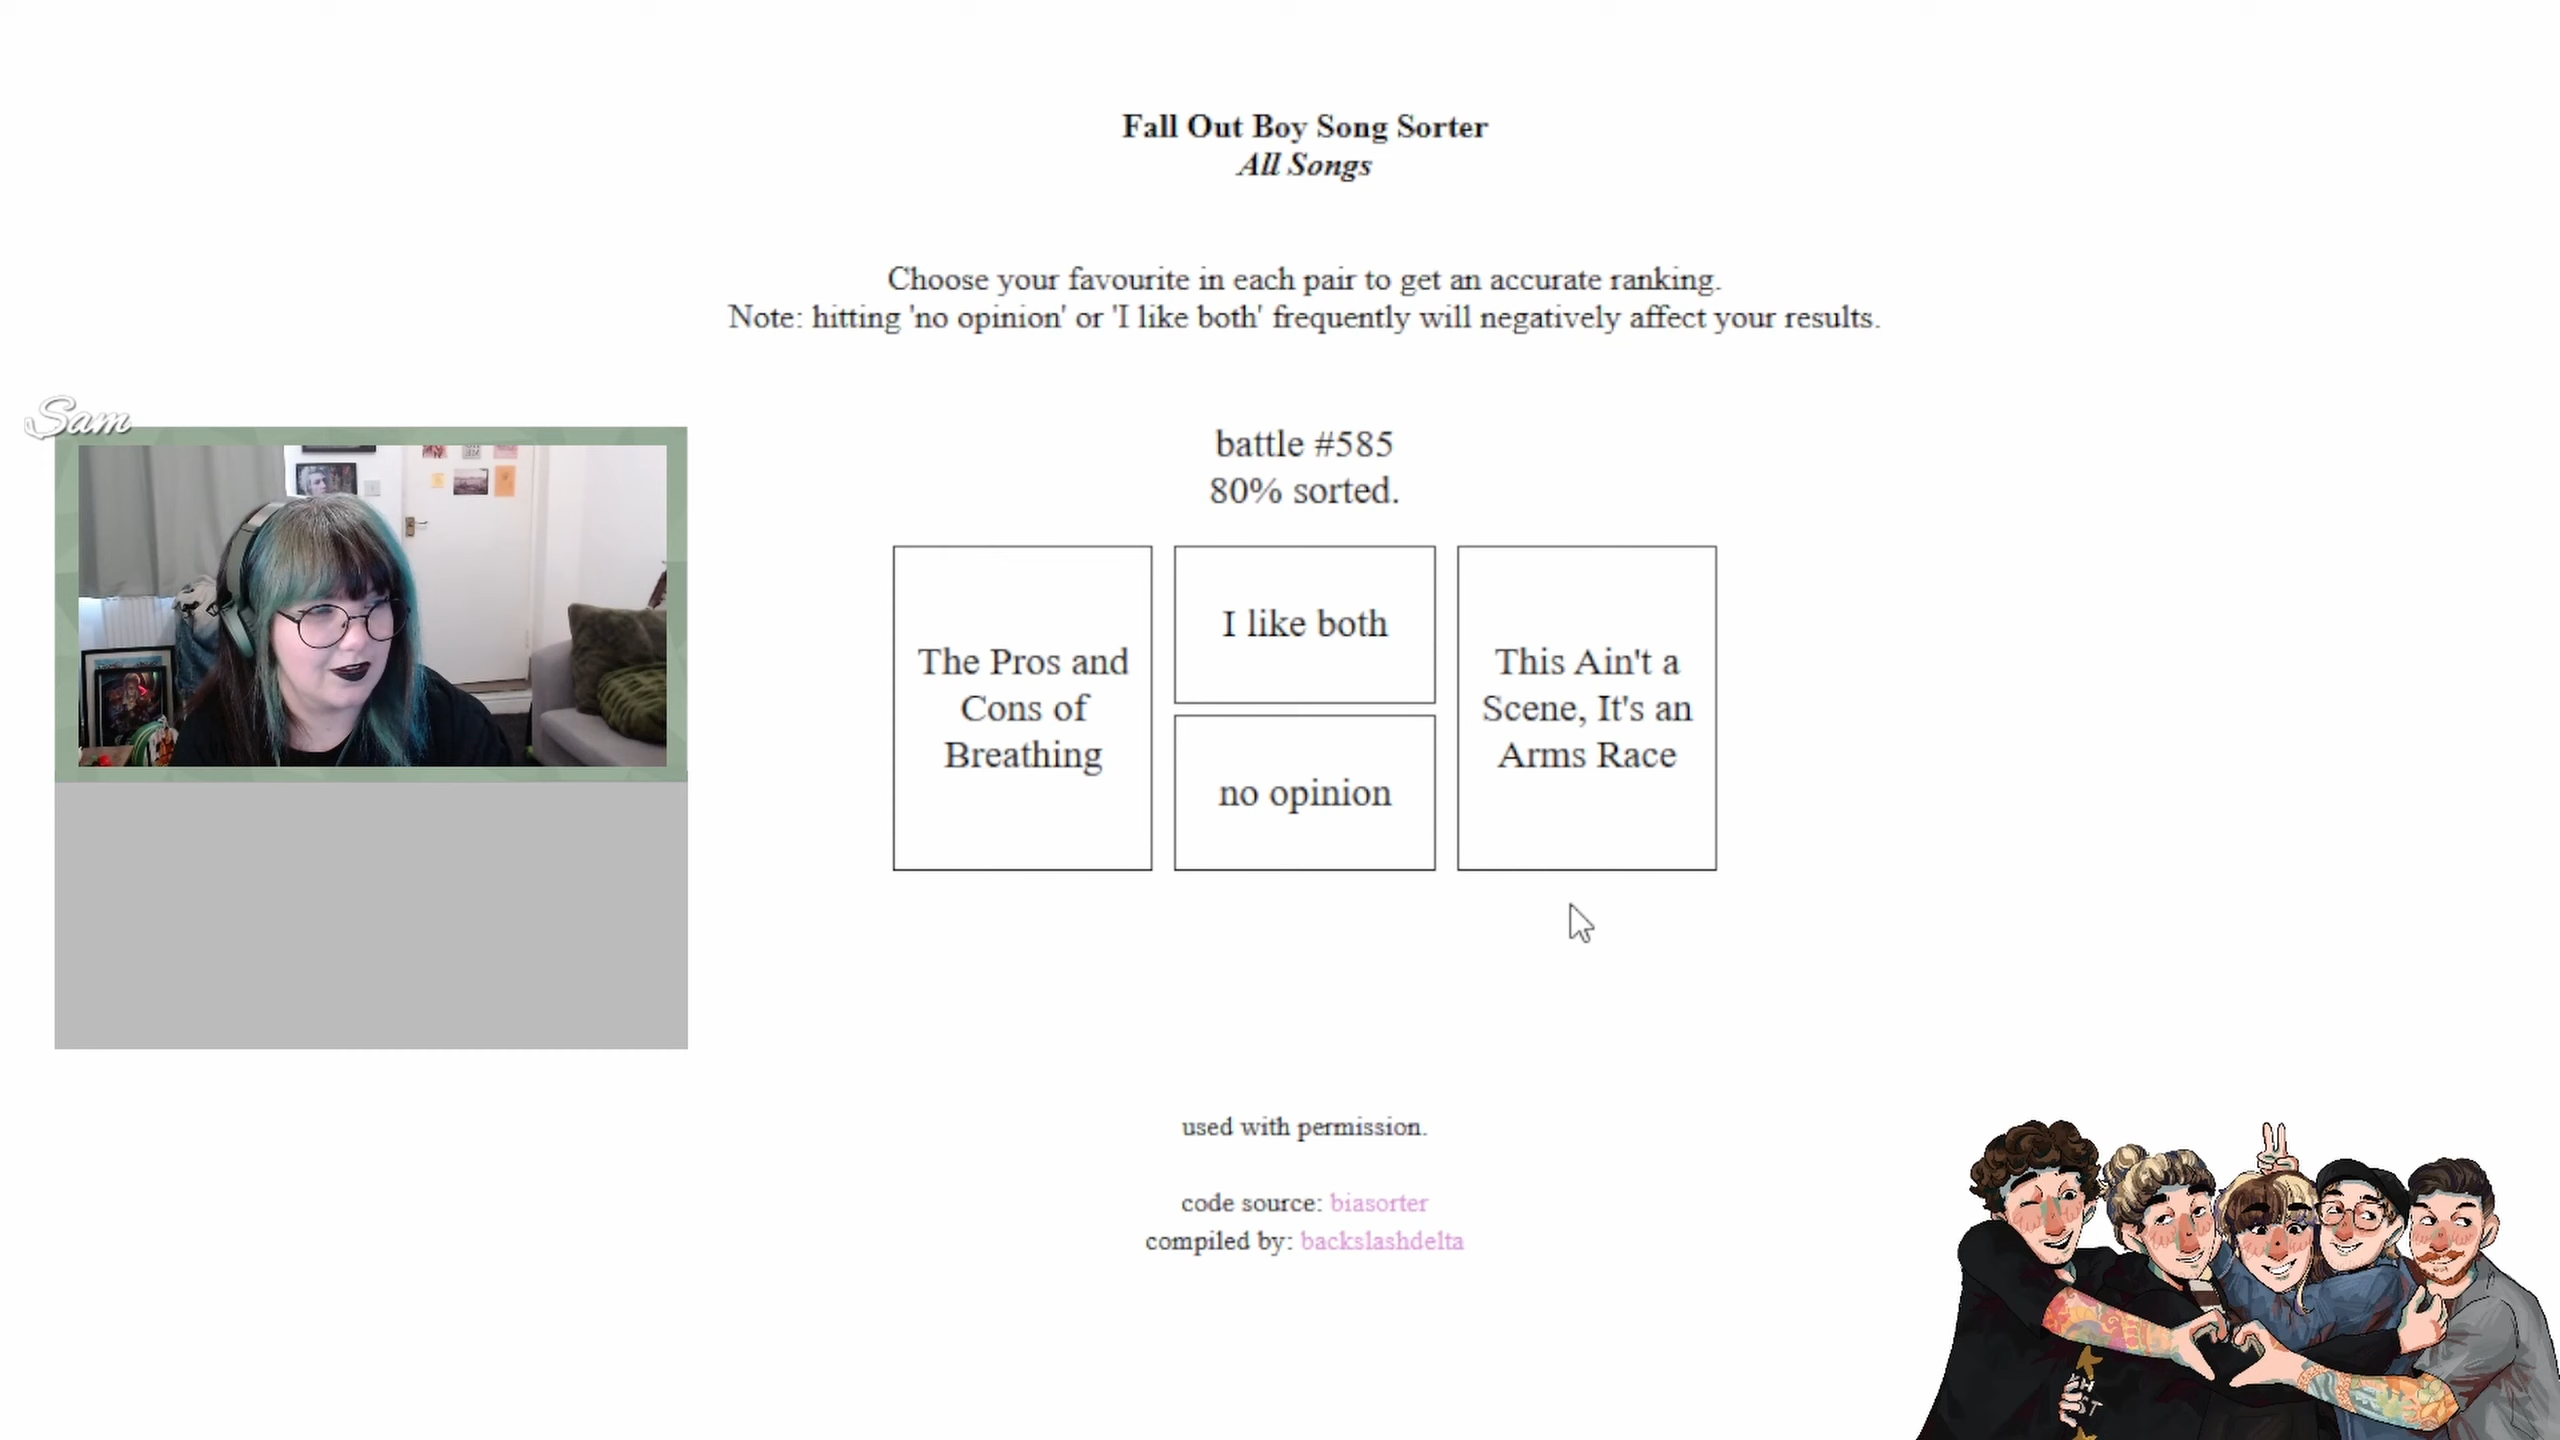 Fall Out Boy Song Sorter
All Songs
Choose your favourite in each pair to get an accurate ranking.
Note: hitting 'no opinion' or 'I like both' frequently will negatively affect your results.
Sam
battle #585
80% sorted.
The Pros and
Cons of
Breathing
I like both
no opinion
This Ain't a
Scene, It's an
Arms Race
used with permission.
code source: biasorter
compiled by: backslashdelta